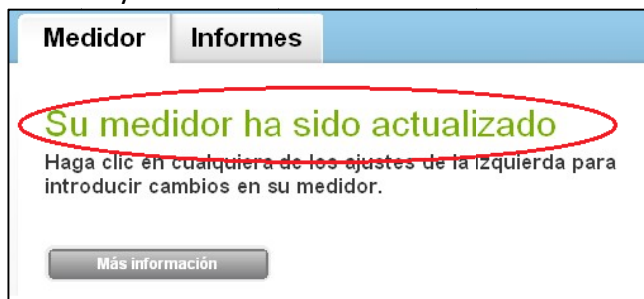 Medidor Informes
Su medidor ha sido actualizado
Haga clic en cualquiera de los ajustes de la izquierda para
introducir cambios en su medidor.
Más información